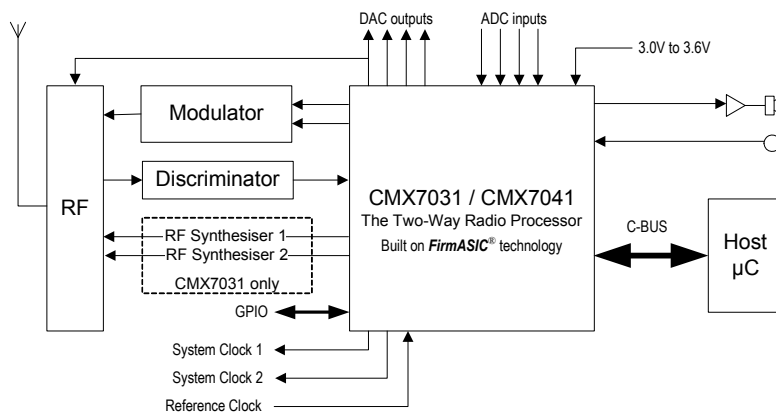 DAC outputs
ADC inputs
3.0V to 3.6V
Modulator
Discriminator
RF
CMX7031 / CMX7041
The Two-Way Radio Processor
Built on FirmASIC® technology
RF Synthesiser 1
RF Synthesiser 2
CMX7031 only
C-BUS
Host
µC
GPIO
System Clock 1
System Clock 2
Reference Clock